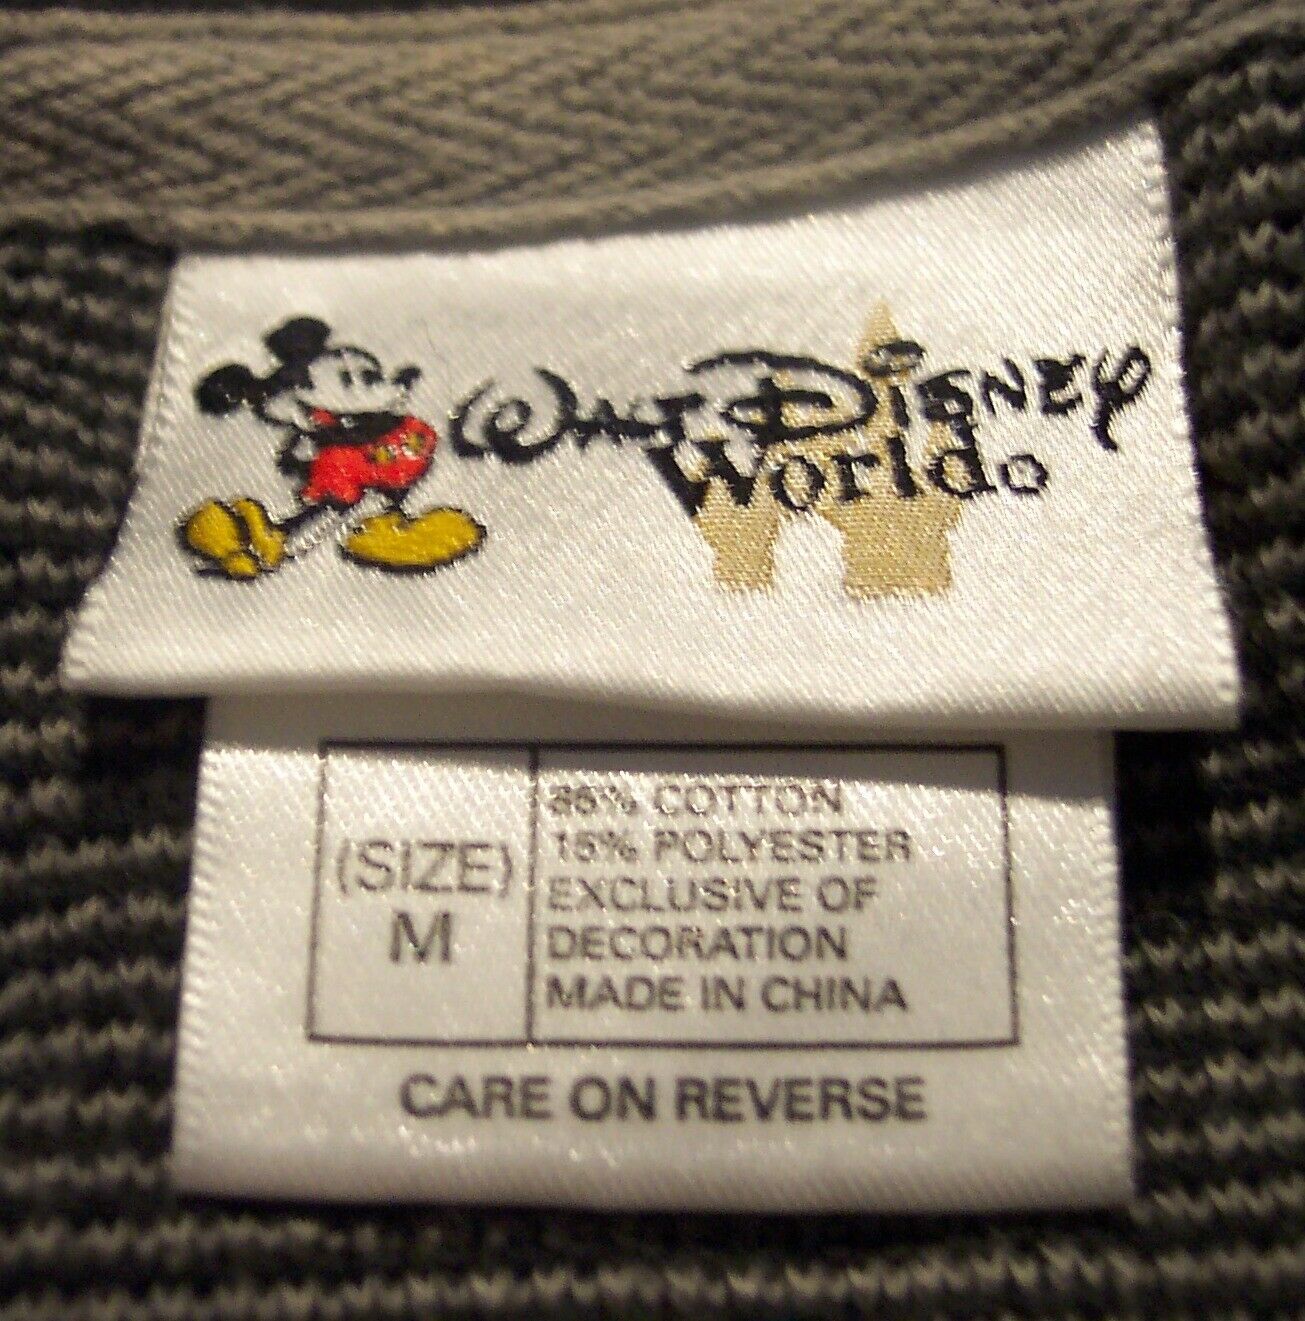 Walt Disney
World®
(SIZE)
M
85% COTTON
15% POLYESTER
EXCLUSIVE OF
DECORATION
MADE IN CHINA
CARE ON REVERSE